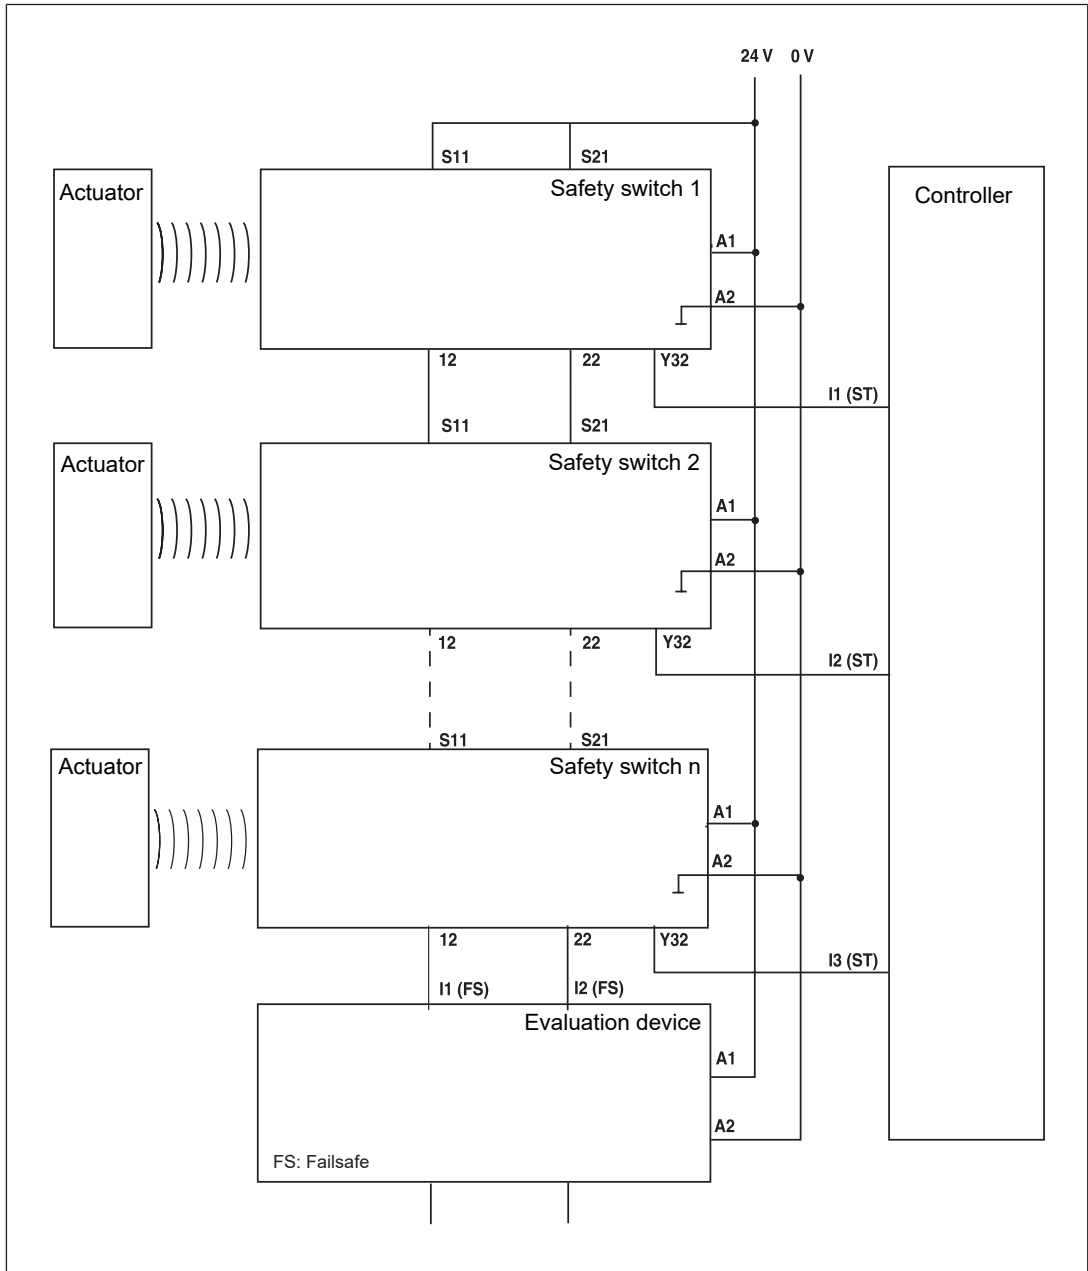 24 V 0 V
S11 S21
Actuator
Safety switch 1
Controller
A1
A2
12 22 Y32
I1 (ST)
S11 S21
Actuator
Safety switch 2
A1
A2
12 22 Y32
I2 (ST)
S11 S21
Actuator
Safety switch n
A1
A2
12 22 Y32
I3 (ST)
I1 (FS) I2 (FS)
Evaluation device
A1
A2
FS: Failsafe